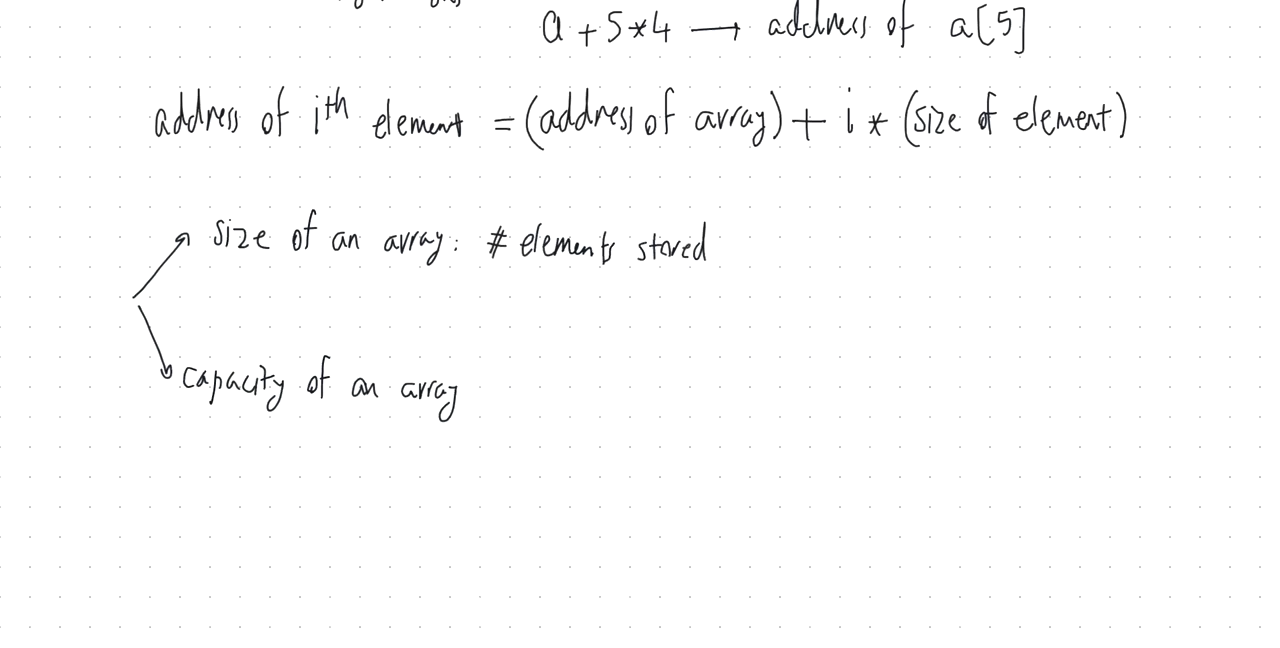 a + 5*4 → address of a[5]
address of ith element = (address of array) + i * (size of element)
size of an array: # elements stored
capacity of an array